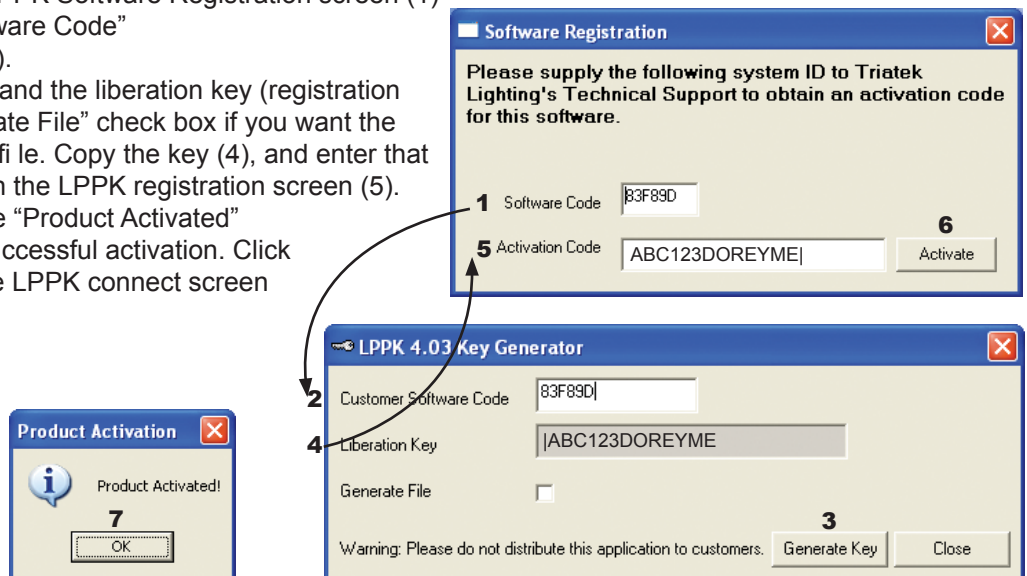 PPK Software Registration screen (1)
ware Code”
).
and the liberation key (registration
ate File” check box if you want the
fi le. Copy the key (4), and enter that
n the LPPK registration screen (5).
e “Product Activated”
ccessful activation. Click
e LPPK connect screen
Software Registration
Please supply the following system ID to Triatek
Lighting's Technical Support to obtain an activation code
for this software.
1 Software Code 83F89D
6
5 Activation Code ABC123DOREYME| Activate
LPPK 4.03 Key Generator
2 Customer Software Code 83F89D
4 Liberation Key |ABC123DOREYME
Generate File
3
Warning: Please do not distribute this application to customers. Generate Key Close
Product Activation
Product Activated!
7
OK